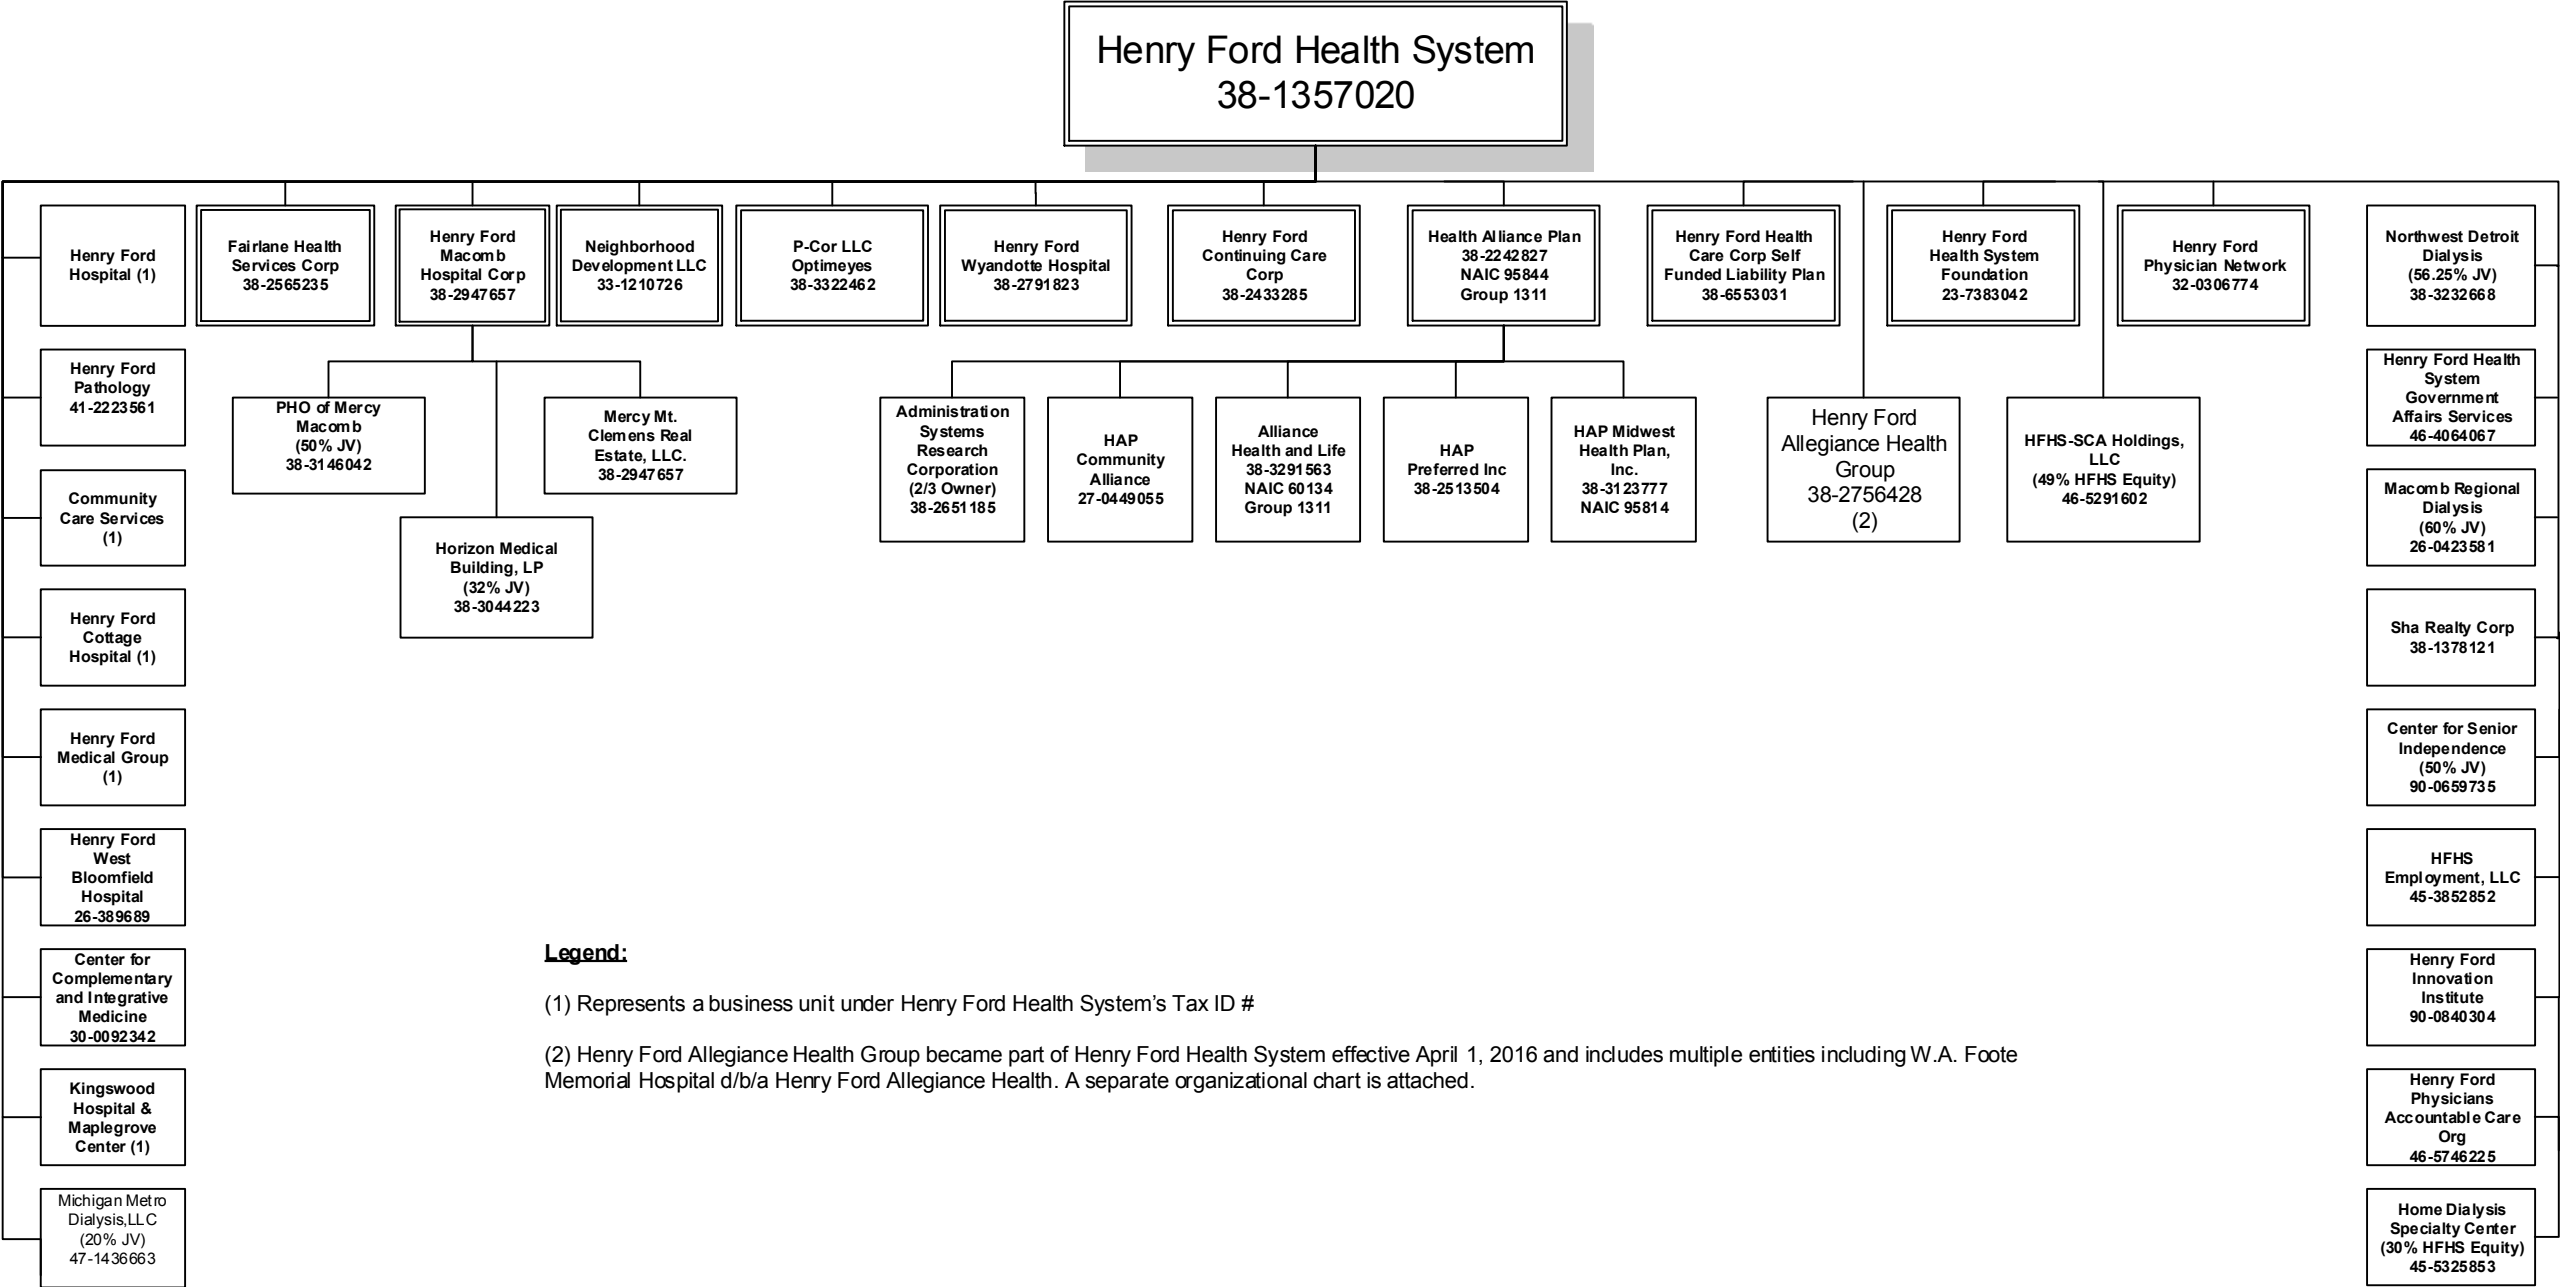 Henry Ford Health System
38-1357020
Henry Ford
Hospital (1)
Fairlane Health
Services Corp
38-2565235
Henry Ford
Macomb
Hospital Corp
38-2947657
Neighborhood
Development LLC
33-1210726
P-Cor LLC
Optimeyes
38-3322462
Henry Ford
Wyandotte Hospital
38-2791823
Henry Ford
Continuing Care
Corp
38-2433285
Health Alliance Plan
38-2242827
NAIC 95844
Group 1311
Henry Ford Health
Care Corp Self
Funded Liability Plan
38-6553031
Henry Ford
Health System
Foundation
23-7383042
Henry Ford
Physician Network
32-0306774
Northwest Detroit
Dialysis
(56.25% JV)
38-3232668
Henry Ford
Pathology
41-2223561
PHO of Mercy
Macomb
(50% JV)
38-3146042
Mercy Mt.
Clemens Real
Estate, LLC.
38-2947657
Horizon Medical
Building, LP
(32% JV)
38-3044223
Administration
Systems
Research
Corporation
(2/3 Owner)
38-2651185
HAP
Community
Alliance
27-0449055
Alliance
Health and Life
38-3291563
NAIC 60134
Group 1311
HAP
Preferred Inc
38-2513504
HAP Midwest
Health Plan,
Inc.
38-3123777
NAIC 95814
Henry Ford
Allegiance Health
Group
38-2756428
(2)
HFHS-SCA Holdings,
LLC
(49% HFHS Equity)
46-5291602
Henry Ford Health
System
Government
Affairs Services
46-4064067
Community
Care Services
(1)
Macomb Regional
Dialysis
(60% JV)
26-0423581
Henry Ford
Cottage
Hospital (1)
Sha Realty Corp
38-1378121
Henry Ford
Medical Group
(1)
Center for Senior
Independence
(50% JV)
90-0659735
Henry Ford
West
Bloomfield
Hospital
26-389689
HFHS
Employment, LLC
45-3852852
Center for
Complementary
and Integrative
Medicine
30-0092342
Henry Ford
Innovation
Institute
90-0840304
Kingswood
Hospital &
Maplegrove
Center (1)
Henry Ford
Physicians
Accountable Care
Org
46-5746225
Michigan Metro
Dialysis,LLC
(20% JV)
47-1436663
Home Dialysis
Specialty Center
(30% HFHS Equity)
45-5325853
Legend:
(1) Represents a business unit under Henry Ford Health System’s Tax ID #
(2) Henry Ford Allegiance Health Group became part of Henry Ford Health System effective April 1, 2016 and includes multiple entities including W.A. Foote
Memorial Hospital d/b/a Henry Ford Allegiance Health. A separate organizational chart is attached.